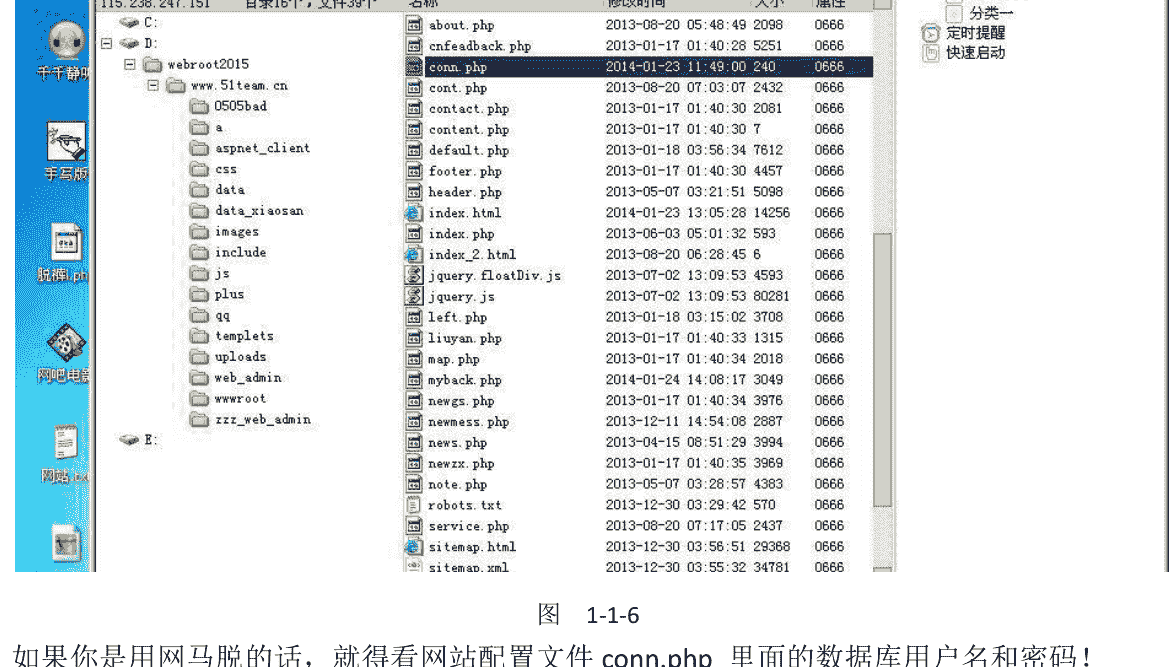 115.238.247.151 目录16个，文件39个 名称 修改时间 大小 属性
C:
D:
webroot2015
www.51team.cn
0505bad
a
aspnet_client
css
data
data_xiaosan
images
include
js
plus
qq
templets
uploads
web_admin
wwwroot
zzz_web_admin
E:
about.php 2013-08-20 05:48:49 2098 0666
cnfeadback.php 2013-01-17 01:40:28 5251 0666
conn.php 2014-01-23 11:49:00 240 0666
cont.php 2013-08-20 07:03:07 2432 0666
contact.php 2013-01-17 01:40:30 2081 0666
content.php 2013-01-17 01:40:30 7 0666
default.php 2013-01-18 03:56:34 7612 0666
footer.php 2013-01-17 01:40:30 4457 0666
header.php 2013-05-07 03:21:51 5098 0666
index.html 2014-01-23 13:05:28 14256 0666
index.php 2013-06-03 05:01:32 593 0666
index_2.html 2013-08-20 06:28:45 6 0666
jquery.floatDiv.js 2013-07-02 13:09:53 4593 0666
jquery.js 2013-07-02 13:09:53 80281 0666
left.php 2013-01-18 03:15:02 3708 0666
liuyan.php 2013-01-17 01:40:33 1315 0666
map.php 2013-01-17 01:40:34 2018 0666
myback.php 2014-01-24 14:08:17 3049 0666
newgs.php 2013-01-17 01:40:34 3976 0666
newmess.php 2013-12-11 14:54:08 2887 0666
news.php 2013-04-15 08:51:29 3994 0666
newzx.php 2013-01-17 01:40:35 3969 0666
note.php 2013-05-07 03:28:57 4383 0666
robots.txt 2013-12-30 03:29:42 570 0666
service.php 2013-08-20 07:17:05 2437 0666
sitemap.html 2013-12-30 03:56:51 29368 0666
sitemap.xml 2013-12-30 03:55:32 34781 0666
分类一
定时提醒
快速启动
千千静听
手写版
脱裤1.ph
网吧电影
网站.
图 1-1-6
如果你是用网马脱的话，就得看网站配置文件 conn.php 里面的数据库用户名和密码！